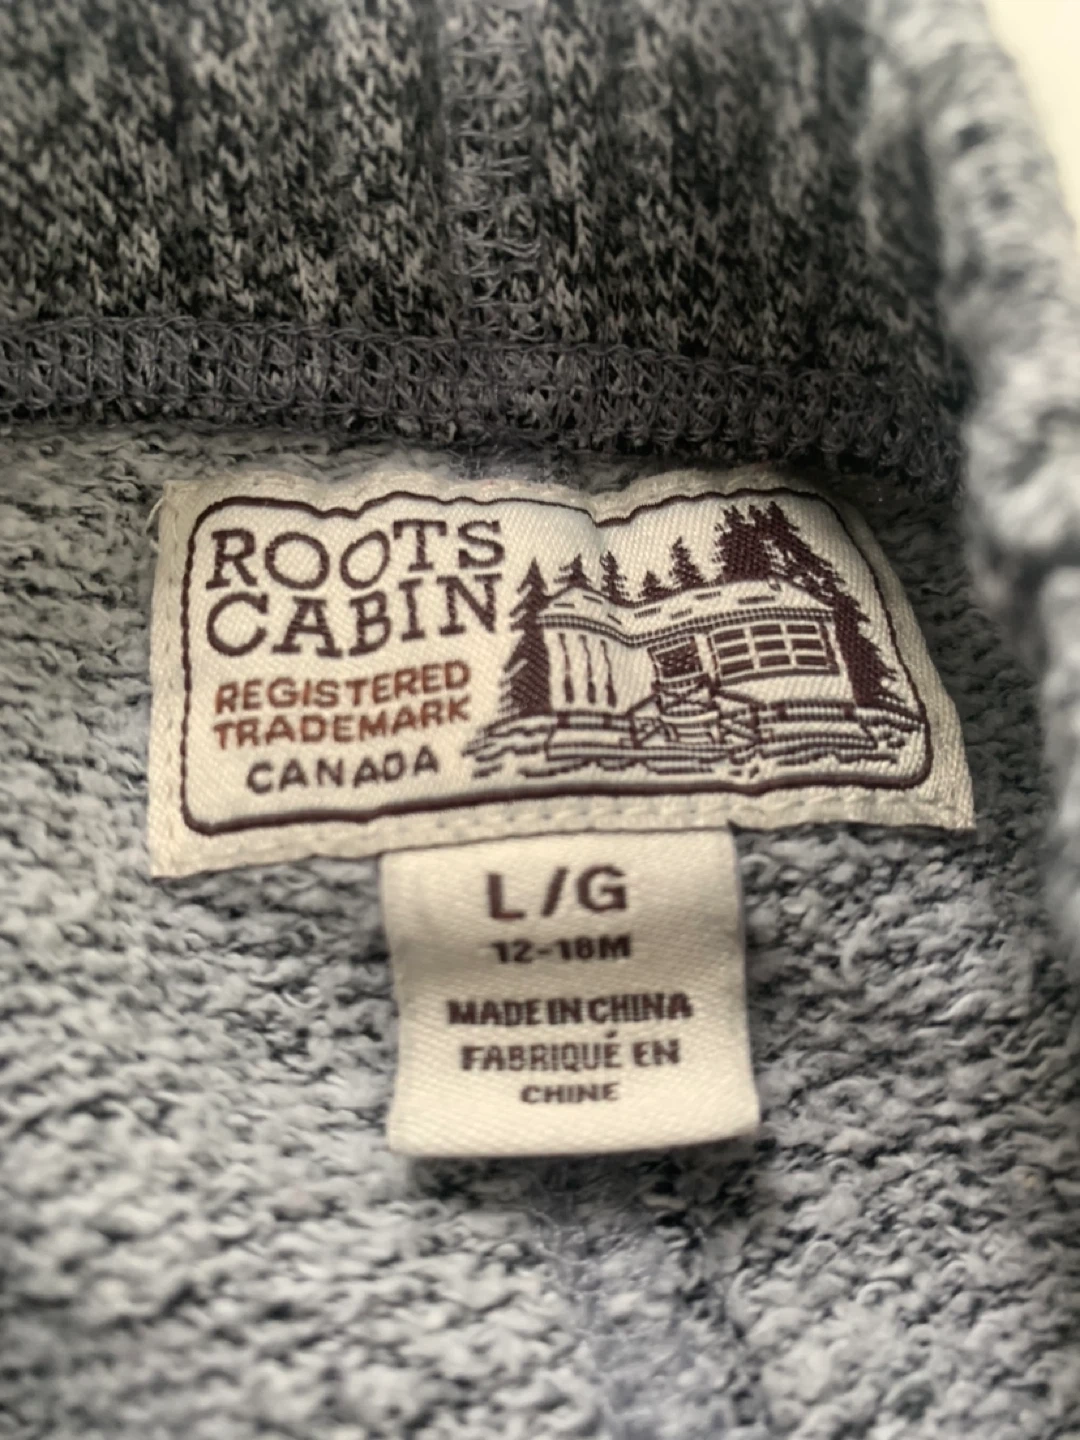 ROOTS
CABIN
REGISTERED
TRADEMARK
CANADA
L/G
12-18M
MADE IN CHINA
FABRIQUÉ EN
CHINE